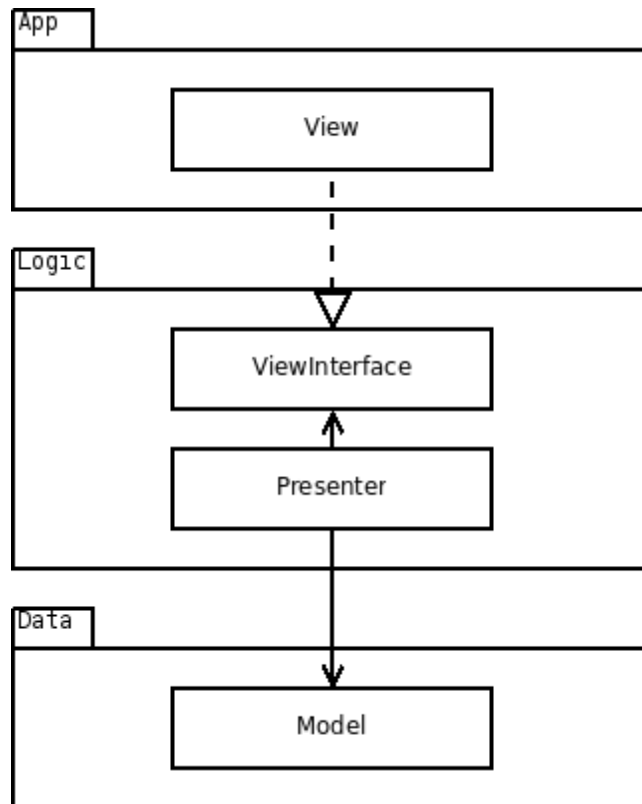 App
View
Logic
ViewInterface
Presenter
Data
Model